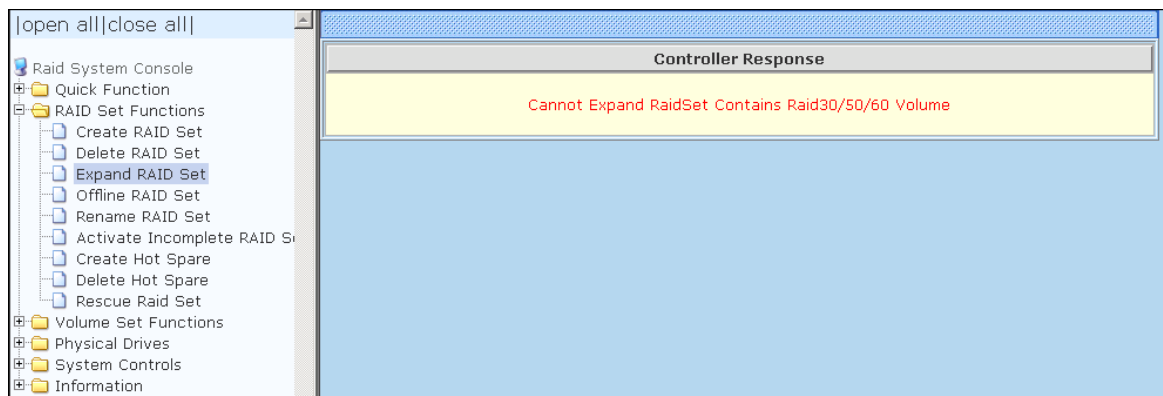 |open all|close all|
Raid System Console
Quick Function
RAID Set Functions
Create RAID Set
Delete RAID Set
Expand RAID Set
Offline RAID Set
Rename RAID Set
Activate Incomplete RAID S
Create Hot Spare
Delete Hot Spare
Rescue Raid Set
Volume Set Functions
Physical Drives
System Controls
Information
Controller Response
Cannot Expand RaidSet Contains Raid30/50/60 Volume